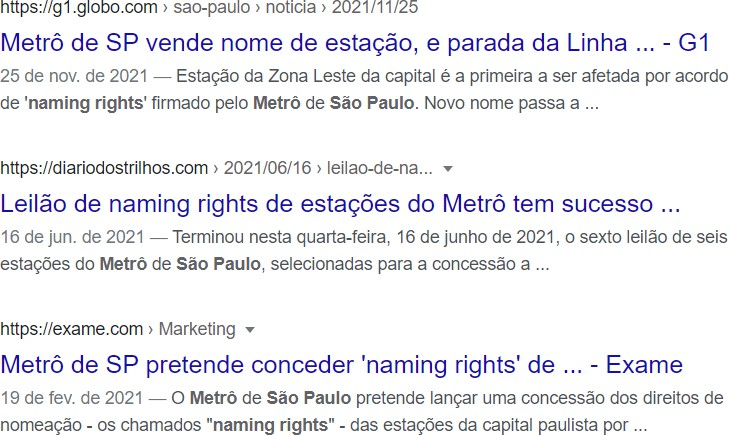 https://g1.globo.com › sao-paulo › noticia › 2021/11/25
Metrô de SP vende nome de estação, e parada da Linha ... - G1
25 de nov. de 2021 — Estação da Zona Leste da capital é a primeira a ser afetada por acordo
de 'naming rights' firmado pelo Metrô de São Paulo. Novo nome passa a ...
https://diariodostrilhos.com › 2021/06/16 › leilao-de-na...
Leilão de naming rights de estações do Metrô tem sucesso ...
16 de jun. de 2021 — Terminou nesta quarta-feira, 16 de junho de 2021, o sexto leilão de seis
estações do Metrô de São Paulo, selecionadas para a concessão a ...
https://exame.com › Marketing
Metrô de SP pretende conceder 'naming rights' de ... - Exame
19 de fev. de 2021 — O Metrô de São Paulo pretende lançar uma concessão dos direitos de
nomeação - os chamados "naming rights" - das estações da capital paulista por ...